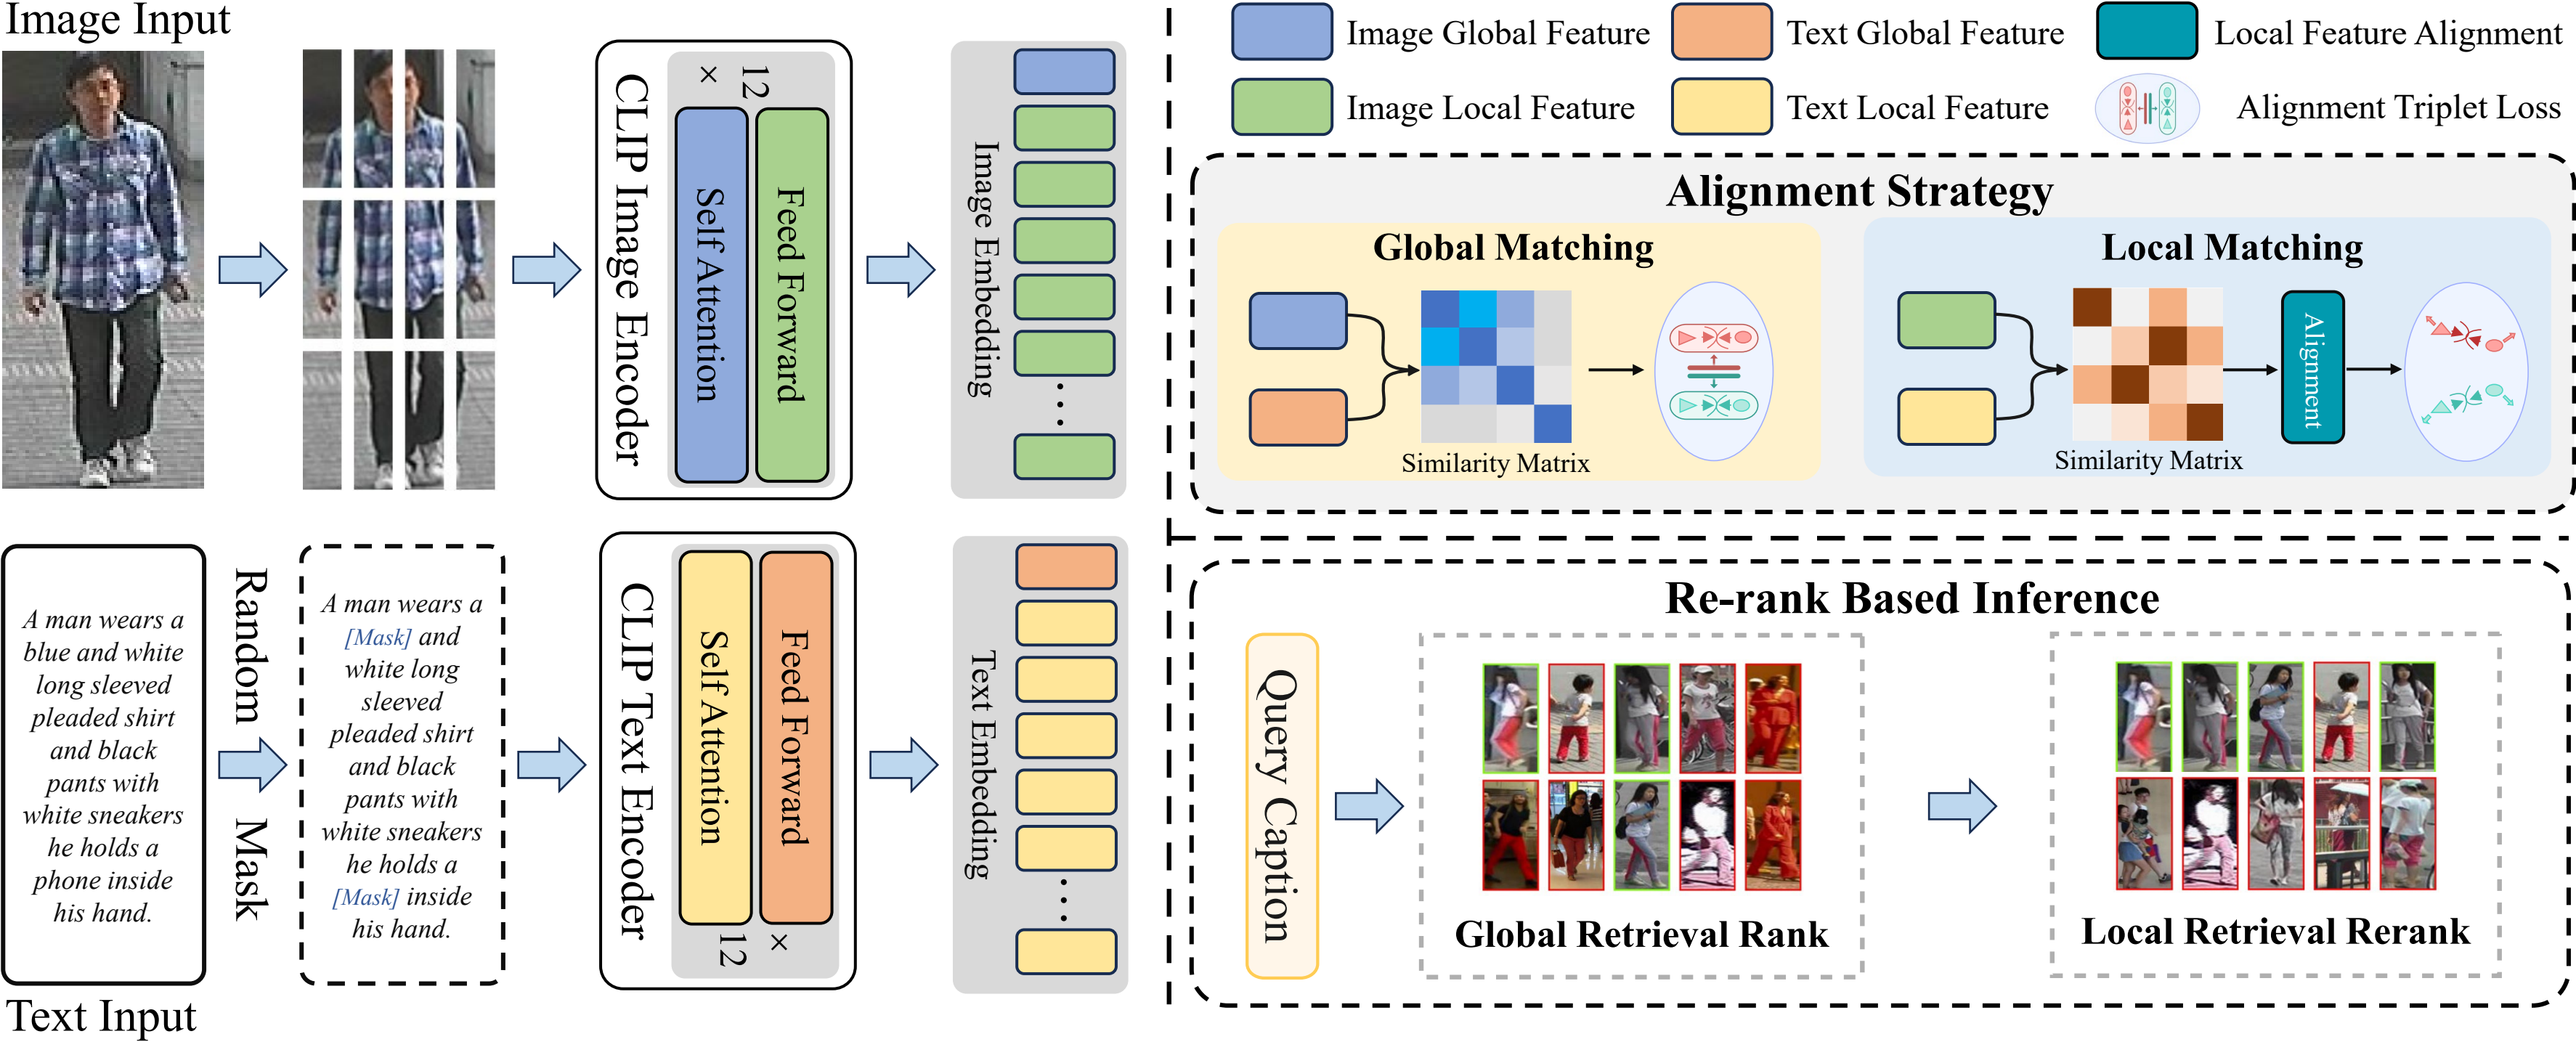 Image Input
CLIP Image Encoder
× 12
Self Attention
Feed Forward
Image Embedding
A man wears a
blue and white
long sleeved
pleaded shirt
and black
pants with
white sneakers
he holds a
phone inside
his hand.
Text Input
Random Mask
A man wears a
[Mask] and
white long
sleeved
pleaded shirt
and black
pants with
white sneakers
he holds a
[Mask] inside
his hand.
CLIP Text Encoder
Self Attention
Feed Forward
12 ×
Text Embedding
Image Global Feature
Text Global Feature
Local Feature Alignment
Image Local Feature
Text Local Feature
Alignment Triplet Loss
Alignment Strategy
Global Matching
Similarity Matrix
Local Matching
Similarity Matrix
Alignment
Re-rank Based Inference
Query Caption
Global Retrieval Rank
Local Retrieval Rerank